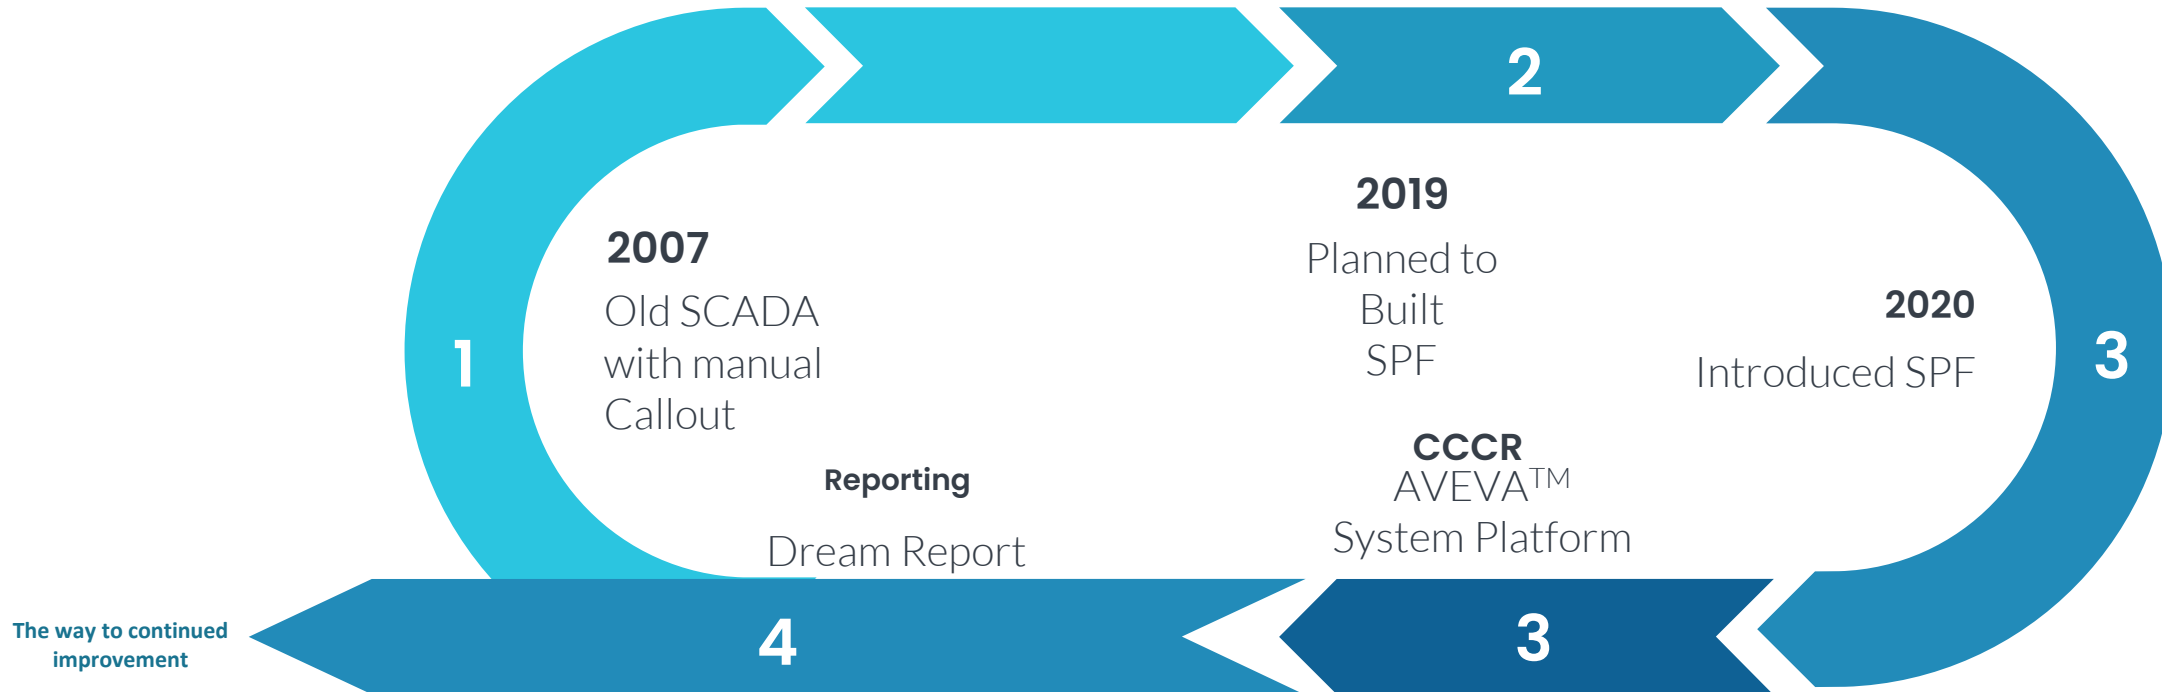 1
2007
Old SCADA
with manual
Callout
2
2019
Planned to
Built
SPF
3
2020
Introduced SPF
3
CCCR
AVEVA™
System Platform
4
Reporting
Dream Report
The way to continued
improvement